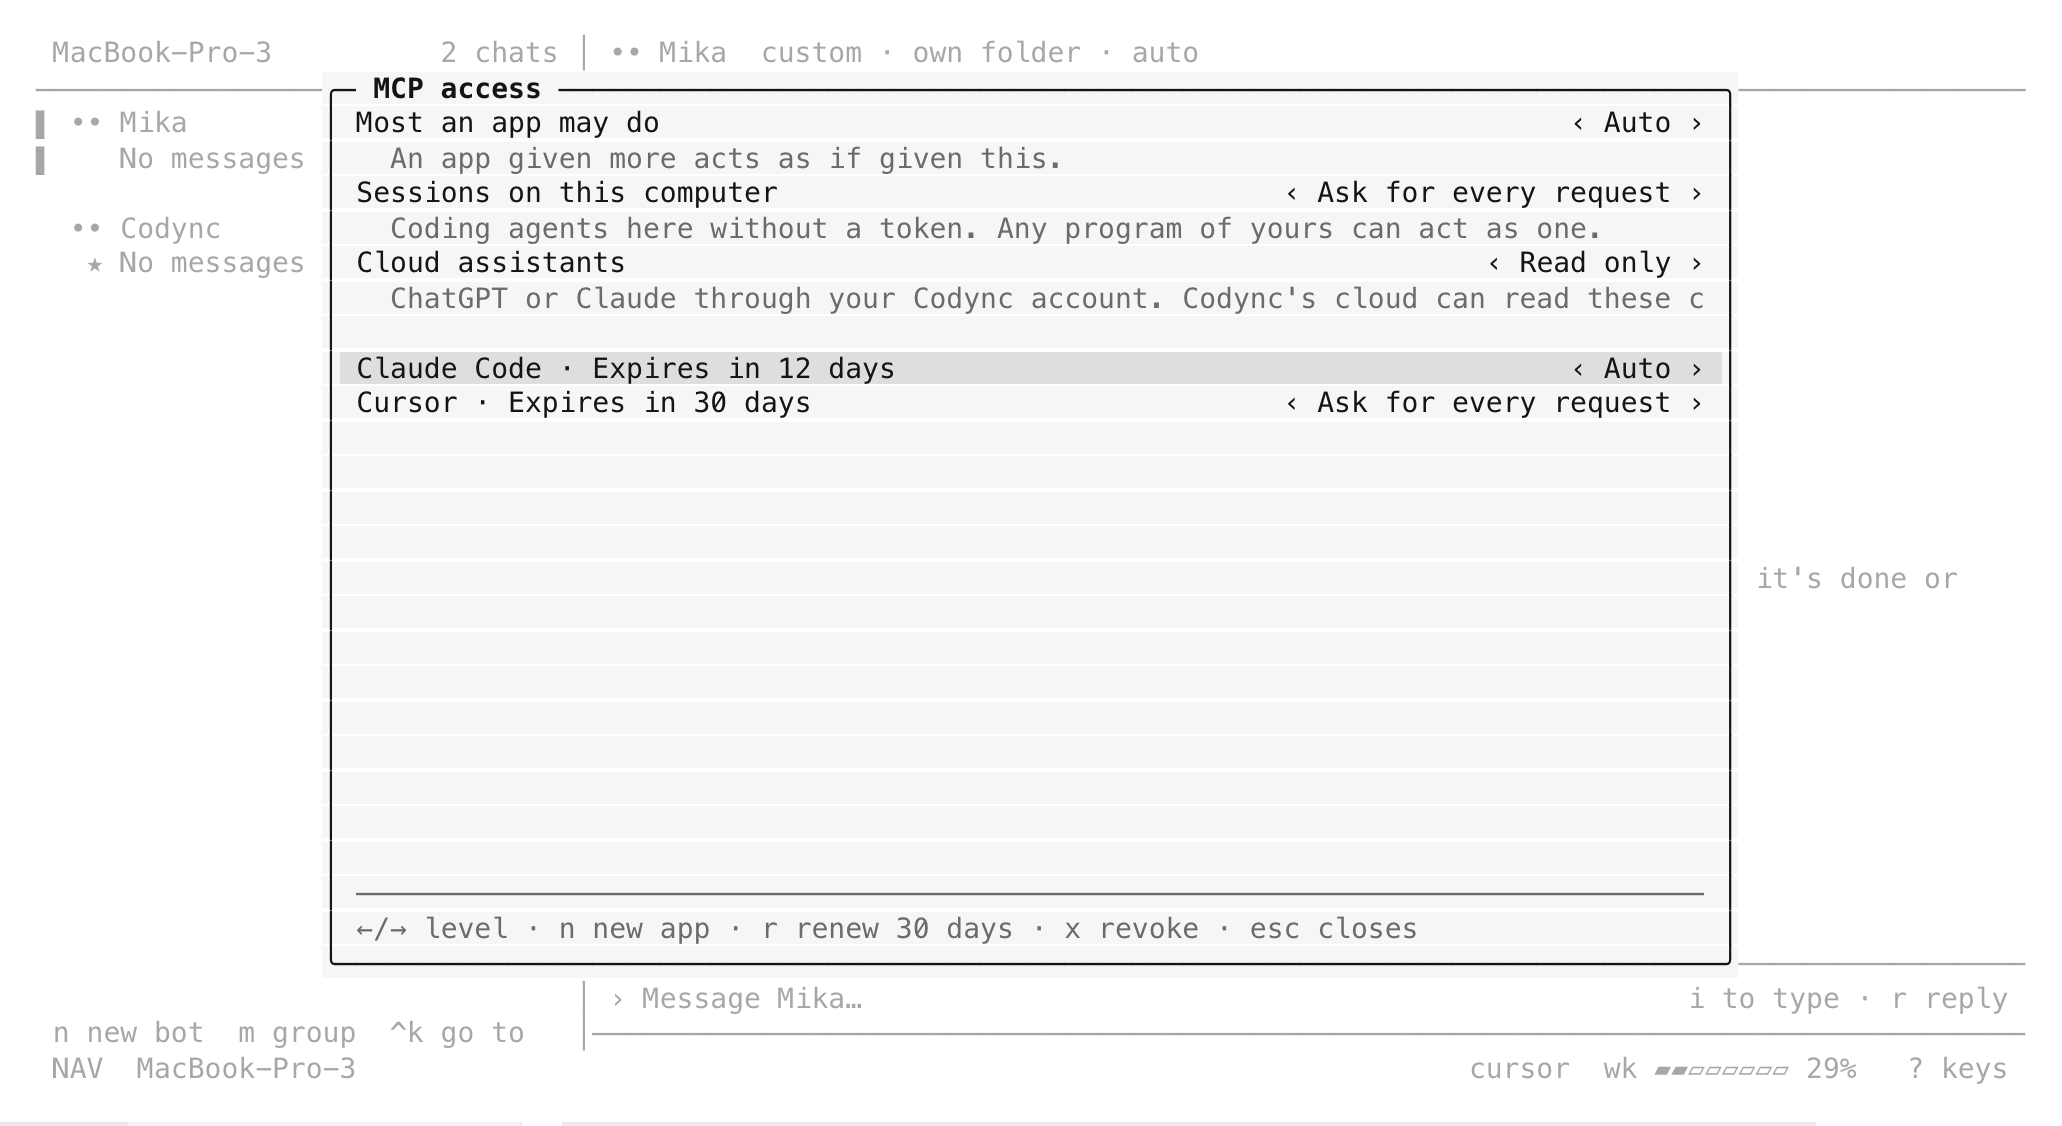 MacBook-Pro-3 2 chats │ •• Mika custom · own folder · auto
MCP access
•• Mika
No messages
•• Codync
★ No messages
Most an app may do ‹ Auto ›
An app given more acts as if given this.
Sessions on this computer ‹ Ask for every request ›
Coding agents here without a token. Any program of yours can act as one.
Cloud assistants ‹ Read only ›
ChatGPT or Claude through your Codync account. Codync's cloud can read these c
Claude Code · Expires in 12 days ‹ Auto ›
Cursor · Expires in 30 days ‹ Ask for every request ›
it's done or
←/→ level · n new app · r renew 30 days · x revoke · esc closes
› Message Mika… i to type · r reply
n new bot m group ^k go to
NAV MacBook-Pro-3 cursor wk ▰▰▱▱▱▱▱▱ 29% ? keys